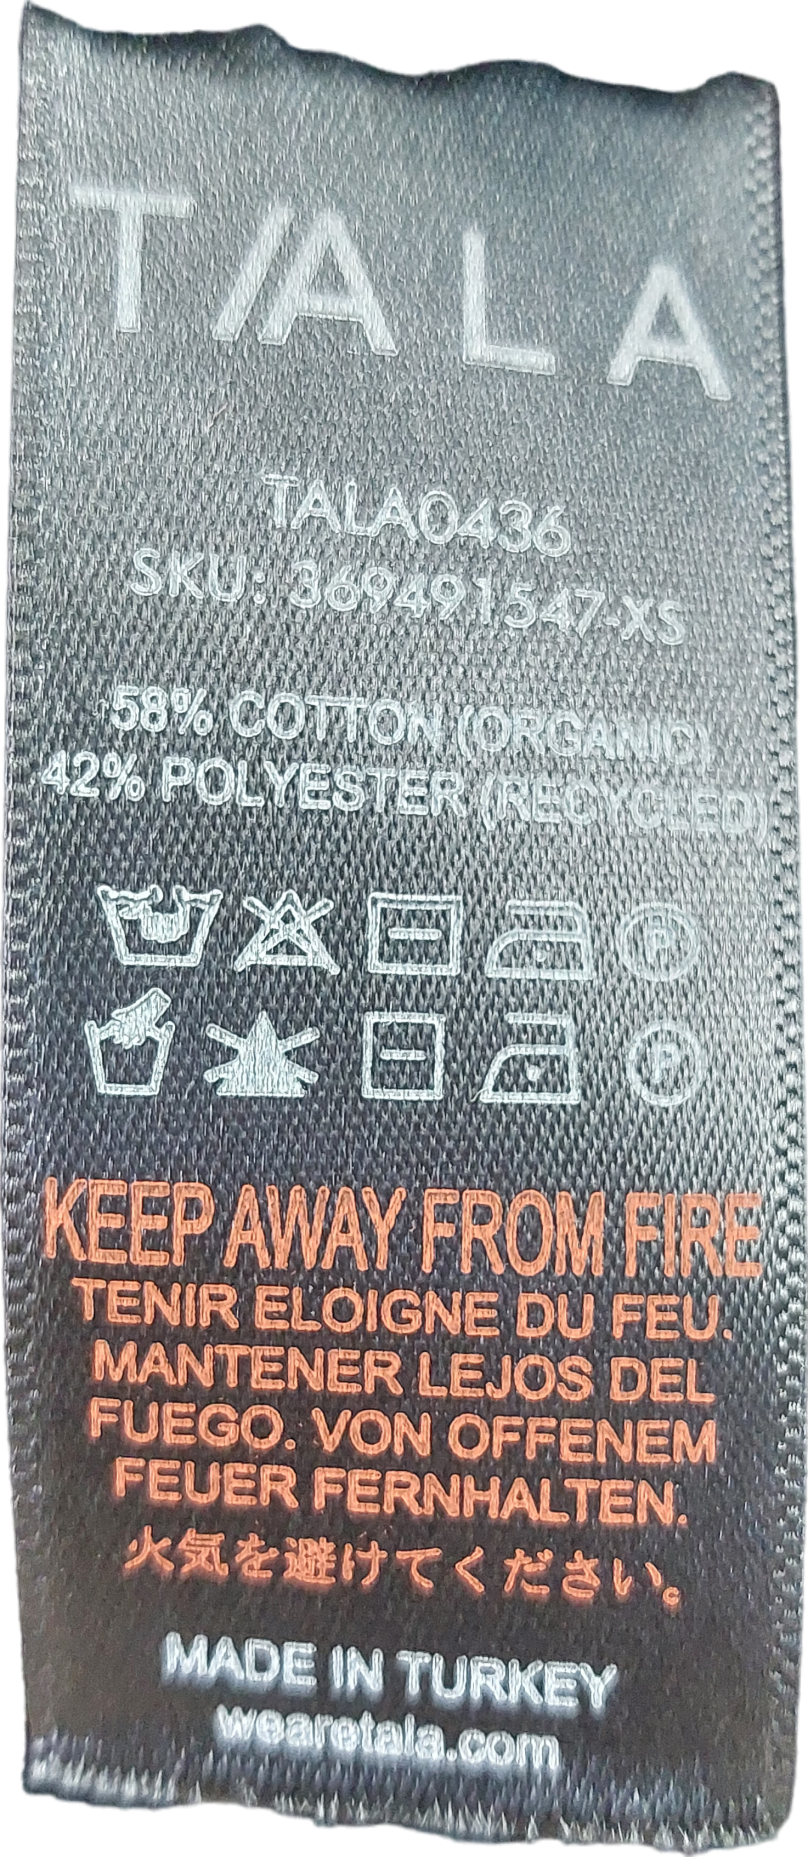 T/ALA
TALA0436
SKU: 369491547-XS
58% COTTON (ORGANIC)
42% POLYESTER (RECYCLED)
P
P
KEEP AWAY FROM FIRE
TENIR ELOIGNE DU FEU.
MANTENER LEJOS DEL
FUEGO. VON OFFENEM
FEUER FERNHALTEN.
火気を避けてください。
MADE IN TURKEY
wearetala.com